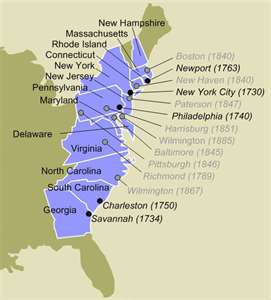 New Hampshire
Massachusetts
Rhode Island
Connecticut
New York
New Jersey
Pennsylvania
Maryland
Delaware
Virginia
North Carolina
South Carolina
Georgia
Boston (1840)
Newport (1763)
New Haven (1840)
New York City (1730)
Paterson (1847)
Philadelphia (1740)
Harrisburg (1851)
Wilmington (1885)
Baltimore (1845)
Pittsburgh (1846)
Richmond (1789)
Wilmington (1867)
Charleston (1750)
Savannah (1734)